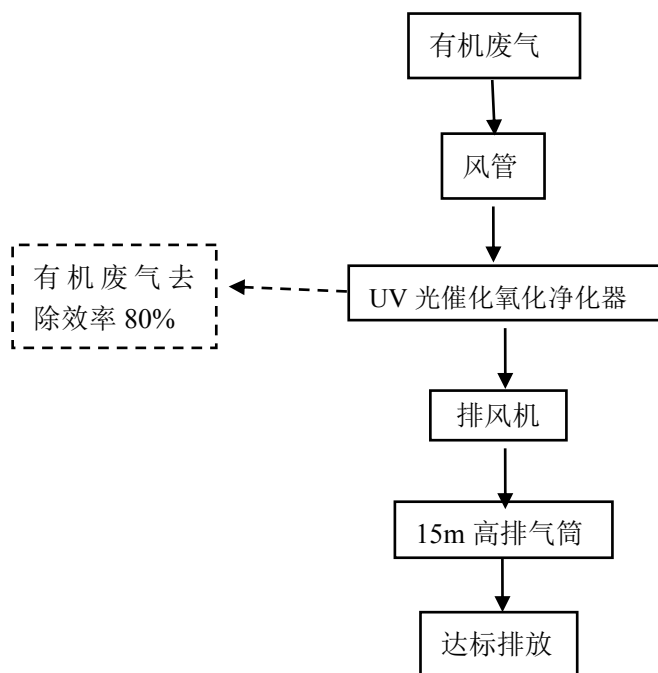 有机废气
风管
有机废气去
除效率 80%
UV 光催化氧化净化器
排风机
15m 高排气筒
达标排放